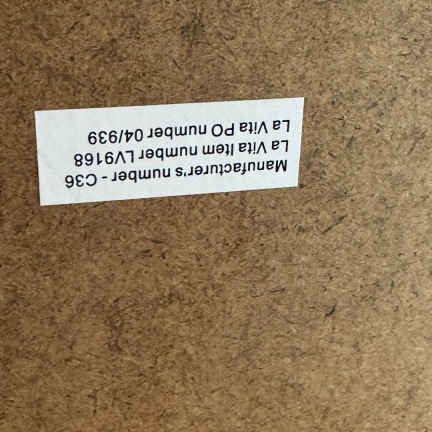 Manufacturer's number - C36
La Vita Item number LV9168
La Vita PO number 04/939